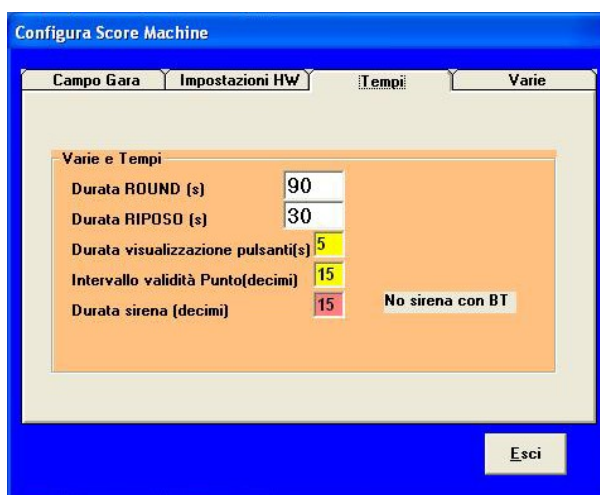 Configura Score Machine
Campo Gara Impostazioni HW Tempi Varie
Varie e Tempi
Durata ROUND (s) 90
Durata RIPOSO (s) 30
Durata visualizzazione pulsanti(s) 5
Intervallo validità Punto(decimi) 15
Durata sirena (decimi) 15 No sirena con BT
Esci